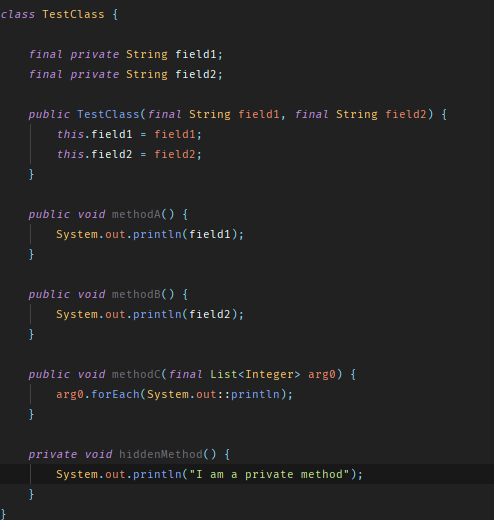 class TestClass {
final private String field1;
final private String field2;
public TestClass(final String field1, final String field2) {
this.field1 = field1;
this.field2 = field2;
}
public void methodA() {
System.out.println(field1);
}
public void methodB() {
System.out.println(field2);
}
public void methodC(final List<Integer> arg0) {
arg0.forEach(System.out::println);
}
private void hiddenMethod() {
System.out.println("I am a private method");
}
}